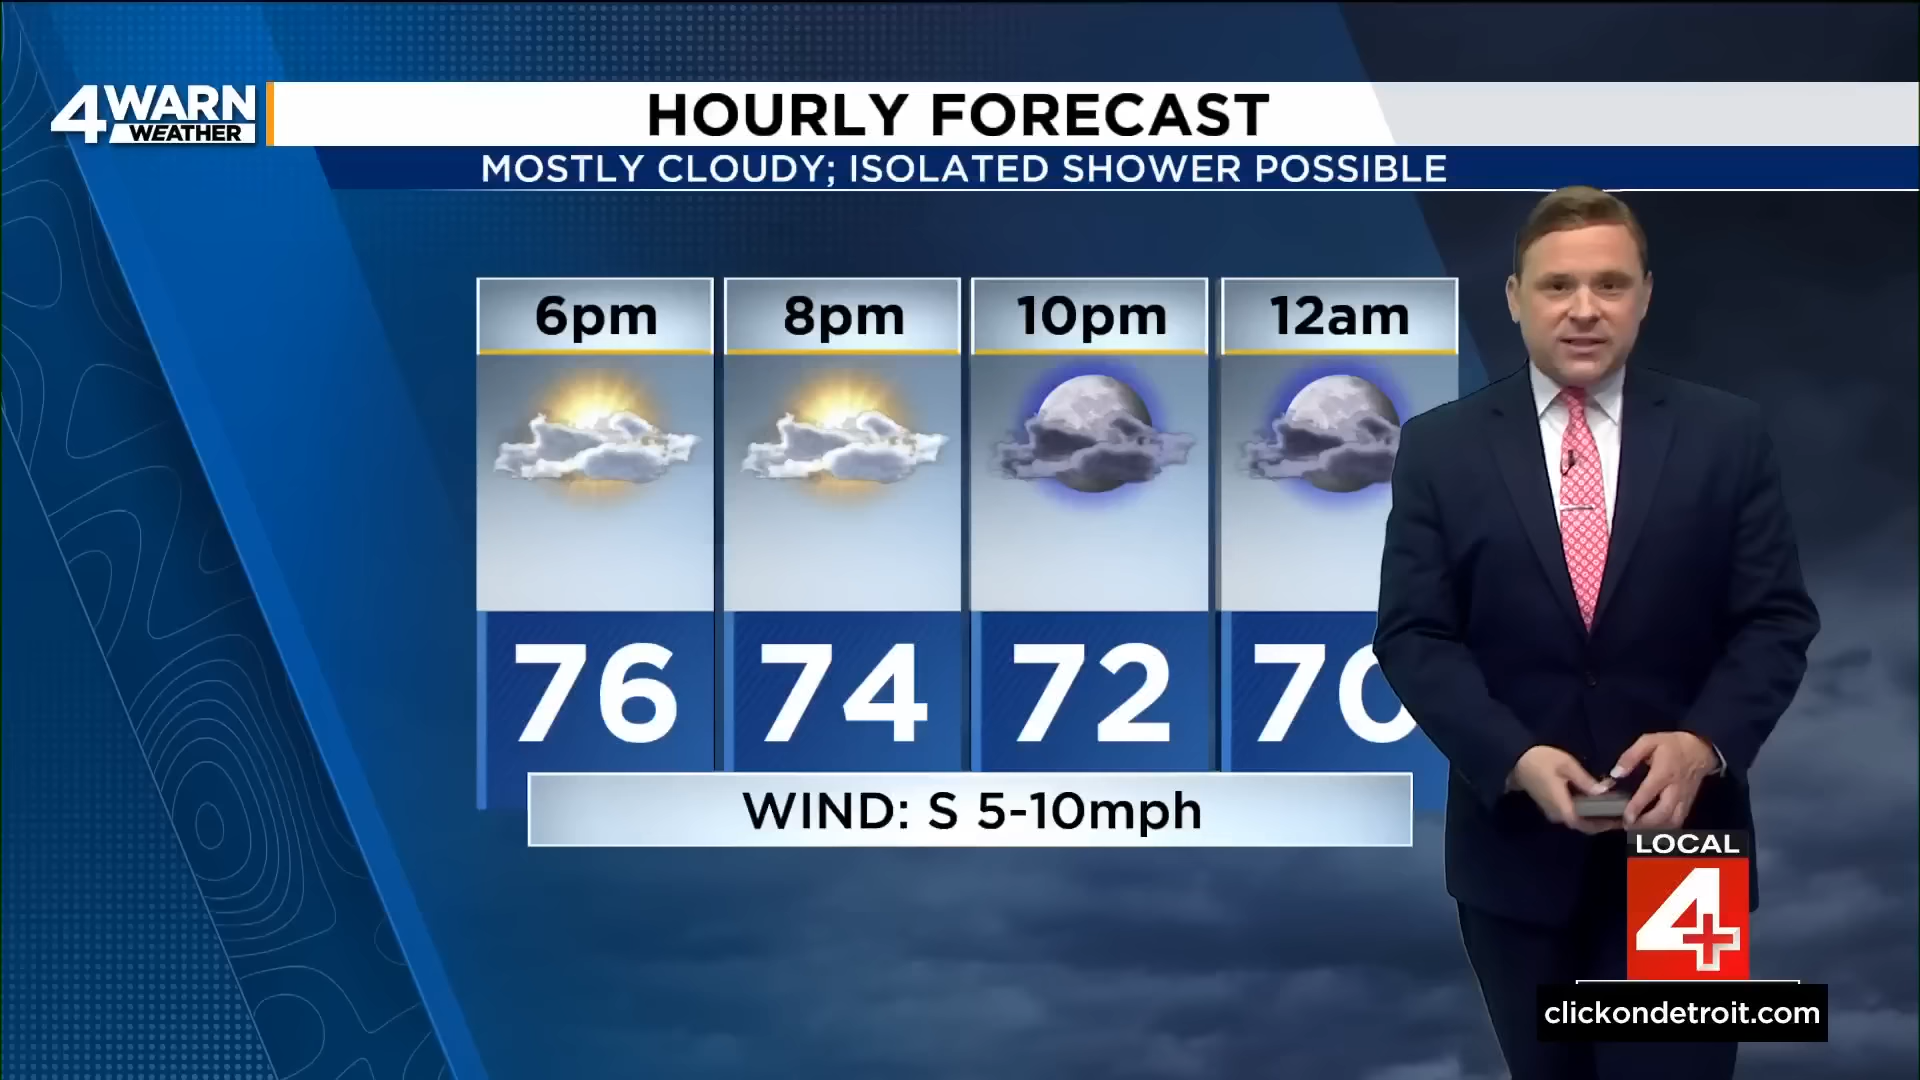 4WARN
WEATHER
HOURLY FORECAST
MOSTLY CLOUDY; ISOLATED SHOWER POSSIBLE
6pm 8pm 10pm 12am
76 74 72 70
WIND: S 5-10mph
LOCAL
4+
clickondetroit.com